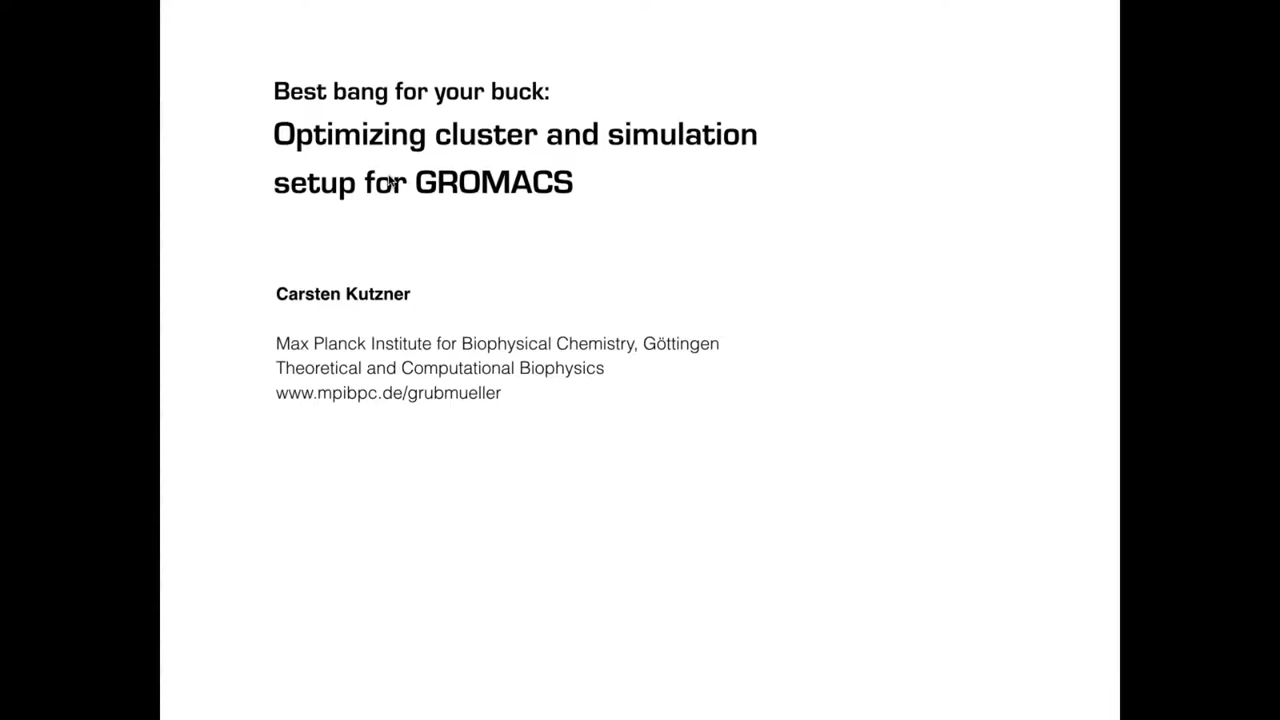 Best bang for your buck:
Optimizing cluster and simulation
setup for GROMACS
Carsten Kutzner
Max Planck Institute for Biophysical Chemistry, Göttingen
Theoretical and Computational Biophysics
www.mpibpc.de/grubmueller